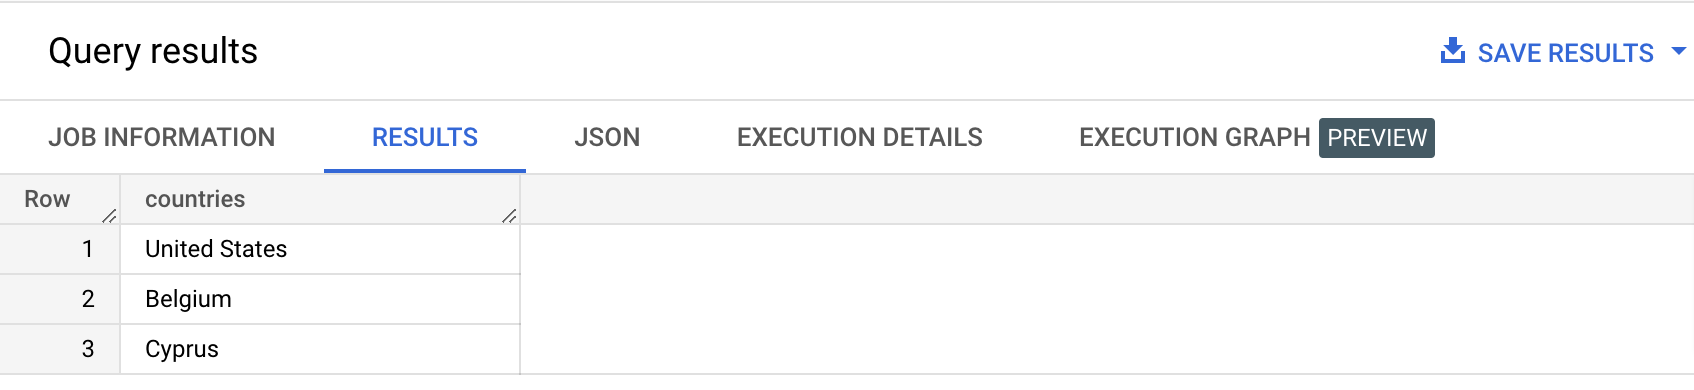 Query results
SAVE RESULTS
JOB INFORMATION RESULTS JSON EXECUTION DETAILS EXECUTION GRAPH PREVIEW
Row countries
1 United States
2 Belgium
3 Cyprus